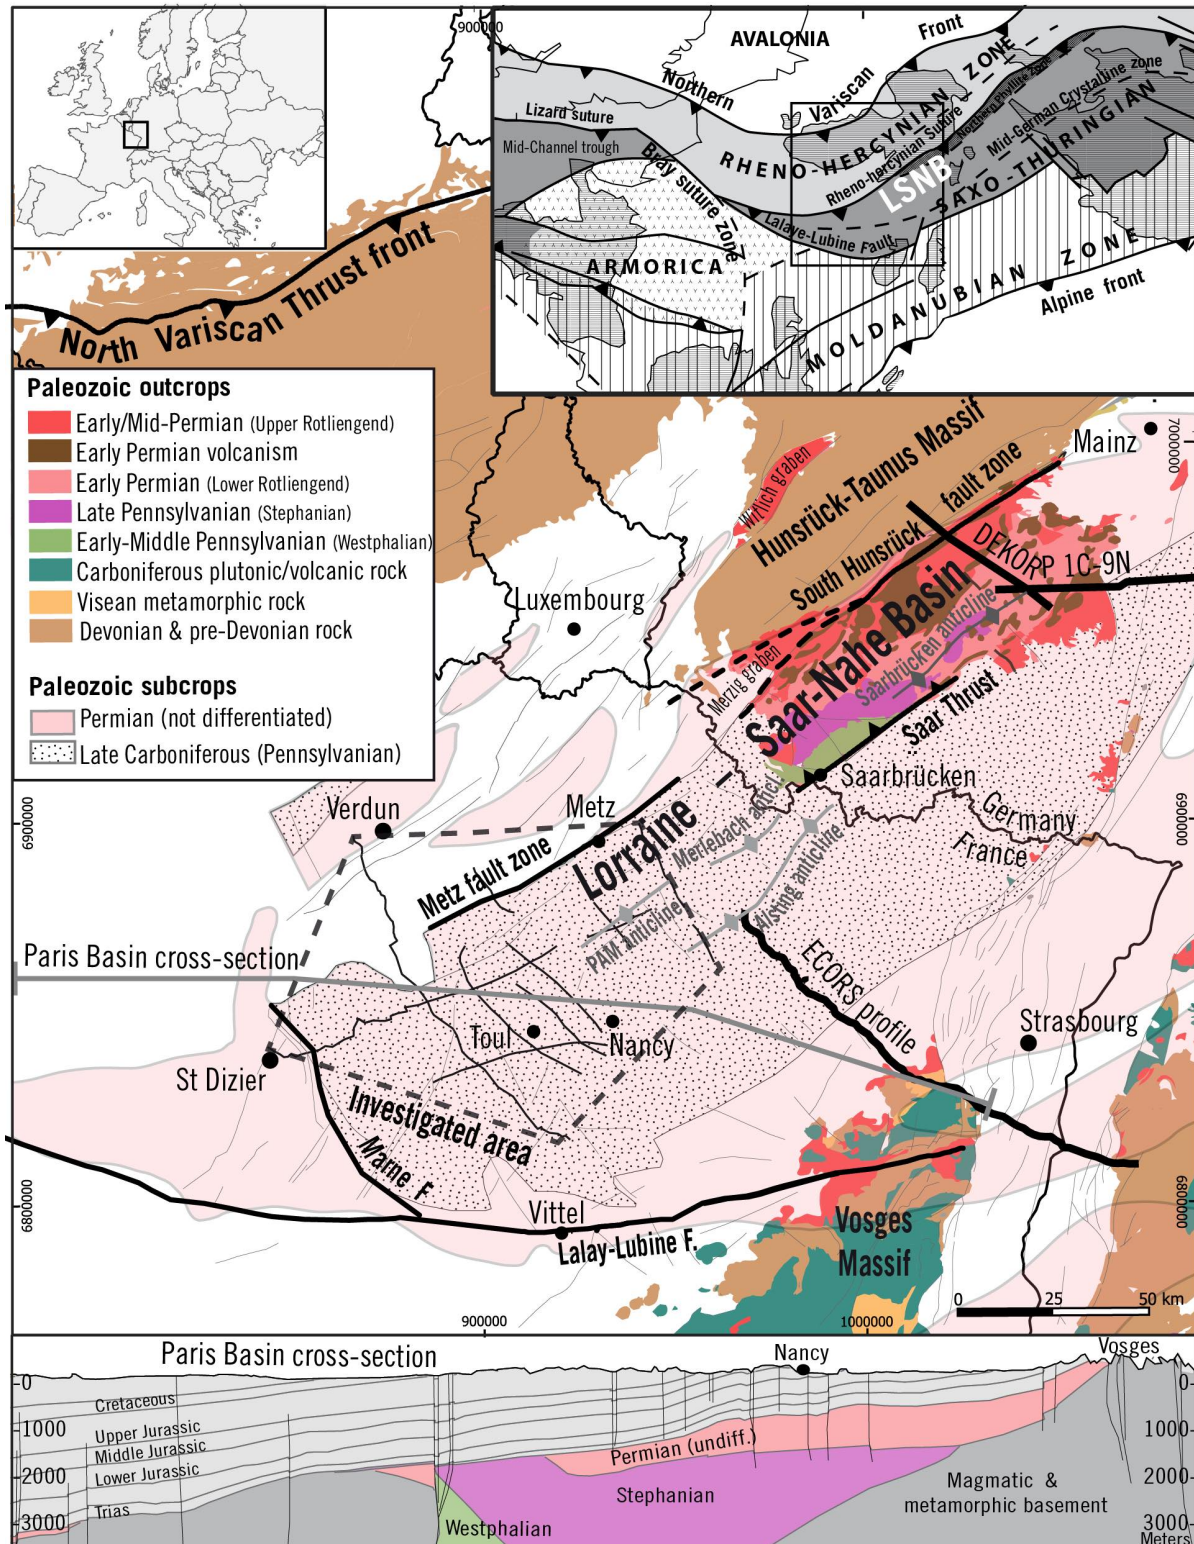 900000
AVALONIA
Front
Northern
Variscan
ZONE
Lizard suture
Mid-Channel trough
Bray suture zone
RHENO-HERCYNIAN
Rheno-hercynian Suture
Northern Phyllite Zone
Mid-German Crystalline zone
LSNB
SAXO-THURINGIAN
Lalaye-Lubine Fault
ARMORICA
MOLDANUBIAN ZONE
Alpine front
North Variscan Thrust front
Paleozoic outcrops
Early/Mid-Permian (Upper Rotliengend)
Early Permian volcanism
Early Permian (Lower Rotliengend)
Late Pennsylvanian (Stephanian)
Early-Middle Pennsylvanian (Westphalian)
Carboniferous plutonic/volcanic rock
Visean metamorphic rock
Devonian & pre-Devonian rock
Paleozoic subcrops
Permian (not differentiated)
Late Carboniferous (Pennsylvanian)
Wirlich graben
Hunsrück-Taunus Massif
Mainz
7000000
South Hunsrück fault zone
DEKORP 1C-9N
Luxembourg
Merzig graben
Saar-Nahe Basin
Saarbrücken anticline
Saar Thrust
Saarbrücken
Germany
France
6900000
6900000
Verdun
Metz
Metz fault zone
Lorraine
Merlebach anticl.
Alsting anticline
PAM anticline
Paris Basin cross-section
ECORS profile
Toul
Nancy
Strasbourg
St Dizier
Investigated area
Marne F
6800000
6800000
Vittel
Lalay-Lubine F.
Vosges
Massif
0 25 50 km
900000
1000000
Paris Basin cross-section
Nancy
Vosges
0
0
Cretaceous
1000
1000
Upper Jurassic
Middle Jurassic
Permian (undiff.)
2000
2000
Lower Jurassic
Stephanian
Magmatic &
metamorphic basement
Trias
3000
3000
Westphalian
Meters